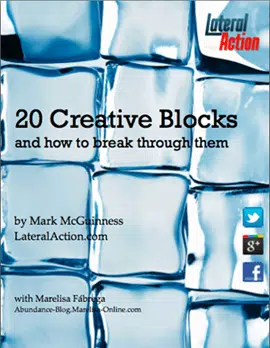 Lateral
Action
20 Creative Blocks
and how to break through them
by Mark McGuinness
LateralAction.com
g+
f
with Marelisa Fábrega
Abundance-Blog.Marelisa-Online.com